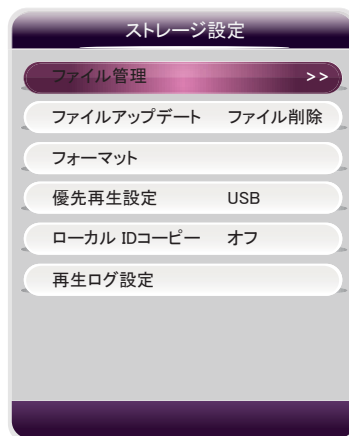 ストレージ設定
ファイル管理 >>
ファイルアップデート ファイル削除
フォーマット
優先再生設定 USB
ローカル IDコピー オフ
再生ログ設定